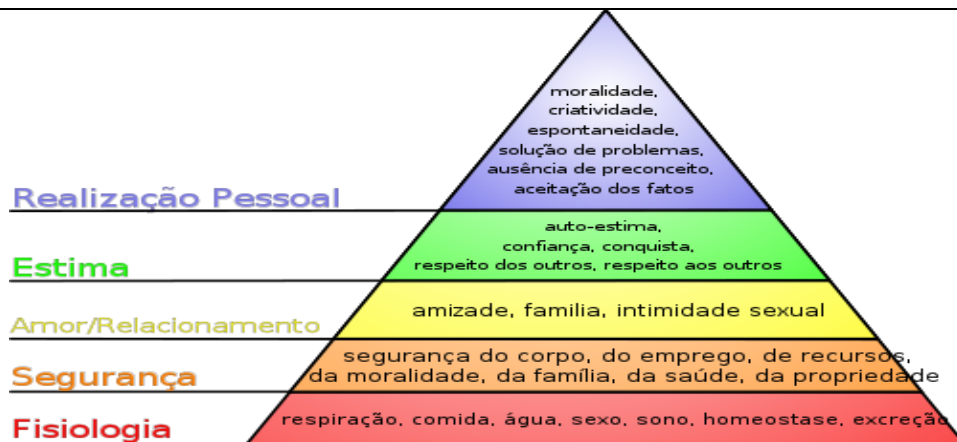 moralidade,
criatividade,
espontaneidade,
solução de problemas,
ausência de preconceito,
aceitação dos fatos
Realização Pessoal
auto-estima,
confiança, conquista,
respeito dos outros, respeito aos outros
Estima
amizade, familia, intimidade sexual
Amor/Relacionamento
segurança do corpo, do emprego, de recursos,
da moralidade, da família, da saúde, da propriedade
Segurança
respiração, comida, água, sexo, sono, homeostase, excreção
Fisiologia